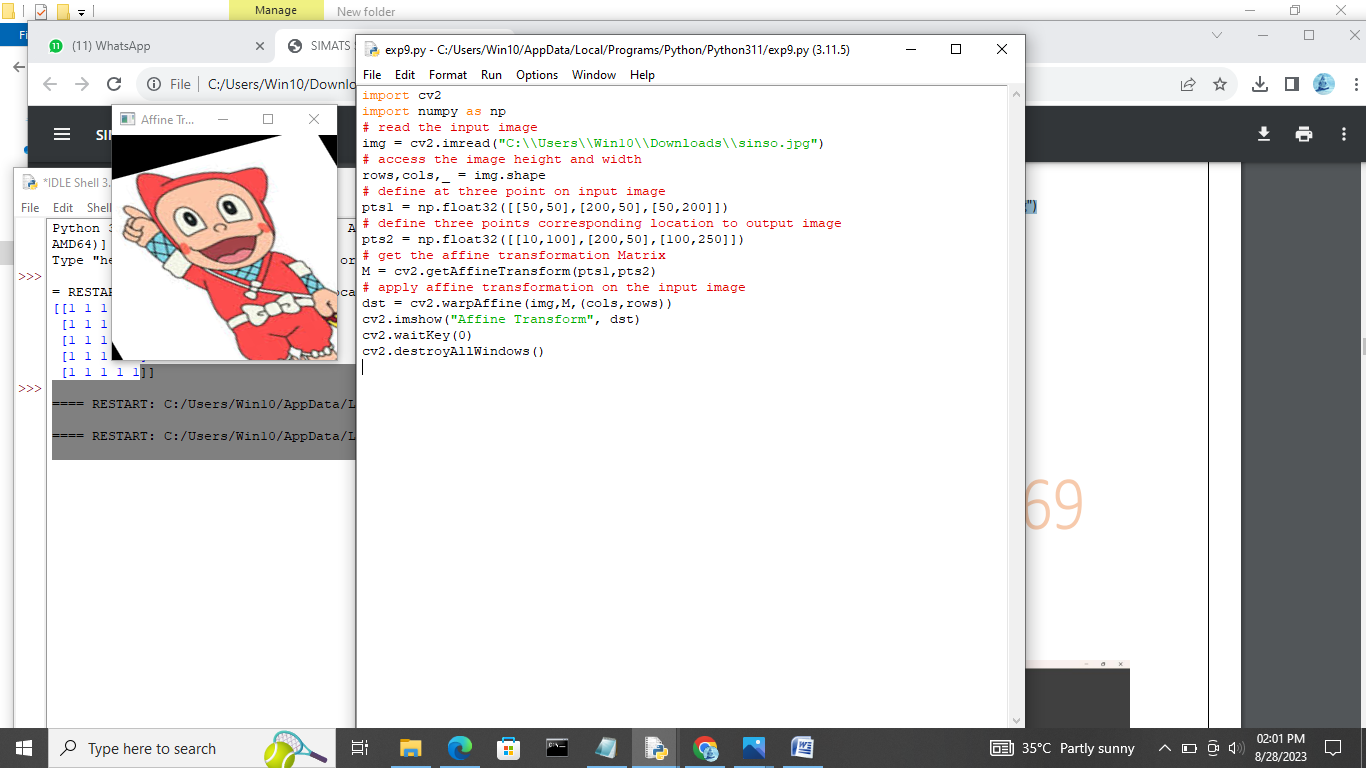 Manage
New folder
(11) WhatsApp
SIMATS S
File
C:/Users/Win10/Downlo
SIM
Affine Tr...
*IDLE Shell 3.
File Edit Shell
Python 3
AMD64)]
Type "he
>>>
= RESTAR
[[1 1 1
[1 1 1
[1 1 1
[1 1 1
[1 1 1 1 1]]
>>>
==== RESTART: C:/Users/Win10/AppData/L
==== RESTART: C:/Users/Win10/AppData/L
exp9.py - C:/Users/Win10/AppData/Local/Programs/Python/Python311/exp9.py (3.11.5)
File Edit Format Run Options Window Help
import cv2
import numpy as np
# read the input image
img = cv2.imread("C:\\Users\\Win10\\Downloads\\sinso.jpg")
# access the image height and width
rows,cols,_ = img.shape
# define at three point on input image
pts1 = np.float32([[50,50],[200,50],[50,200]])
# define three points corresponding location to output image
pts2 = np.float32([[10,100],[200,50],[100,250]])
# get the affine transformation Matrix
M = cv2.getAffineTransform(pts1,pts2)
# apply affine transformation on the input image
dst = cv2.warpAffine(img,M,(cols,rows))
cv2.imshow("Affine Transform", dst)
cv2.waitKey(0)
cv2.destroyAllWindows()
")
69
Type here to search
35°C Partly sunny
02:01 PM
8/28/2023